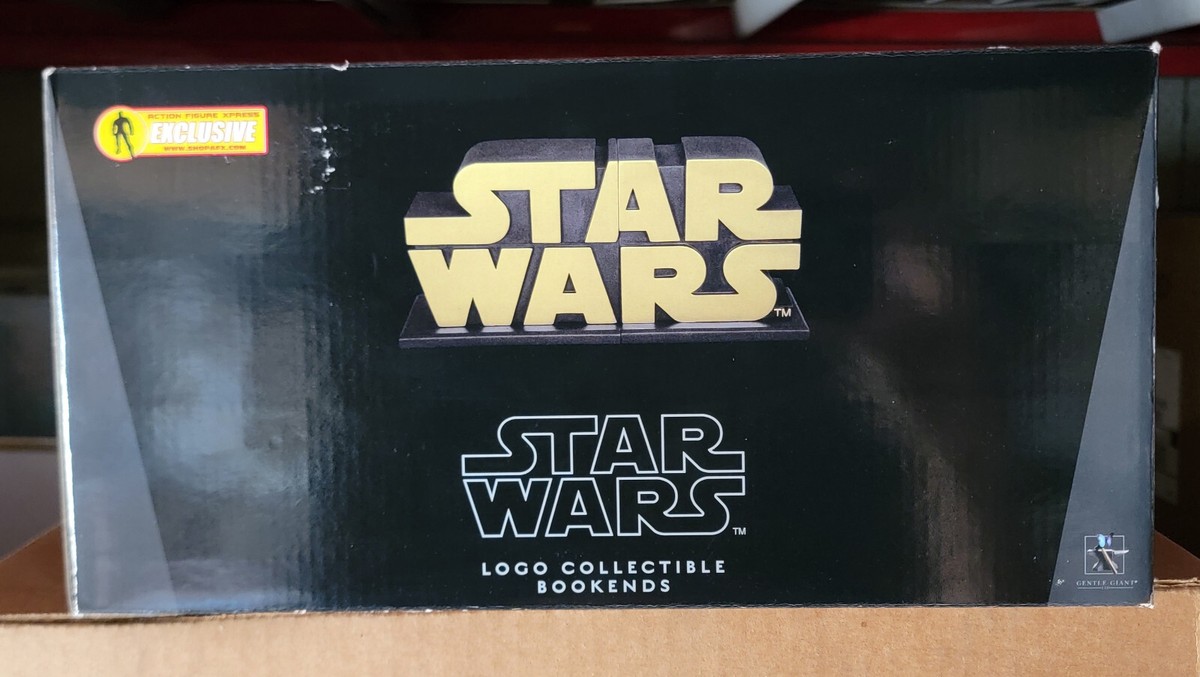 ACTION FIGURE XPRESS
EXCLUSIVE
WWW.SHOPAFX.COM
STAR
WARS
TM
STAR
WARS
TM
LOGO COLLECTIBLE
BOOKENDS
GENTLE GIANT